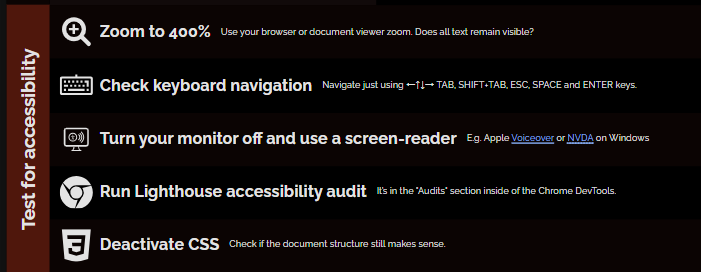 Test for accessibility
Zoom to 400% Use your browser or document viewer zoom. Does all text remain visible?
Check keyboard navigation Navigate just using ←↑↓→ TAB, SHIFT+TAB, ESC, SPACE and ENTER keys.
Turn your monitor off and use a screen-reader E.g. Apple Voiceover or NVDA on Windows
Run Lighthouse accessibility audit It's in the "Audits" section inside of the Chrome DevTools.
Deactivate CSS Check if the document structure still makes sense.